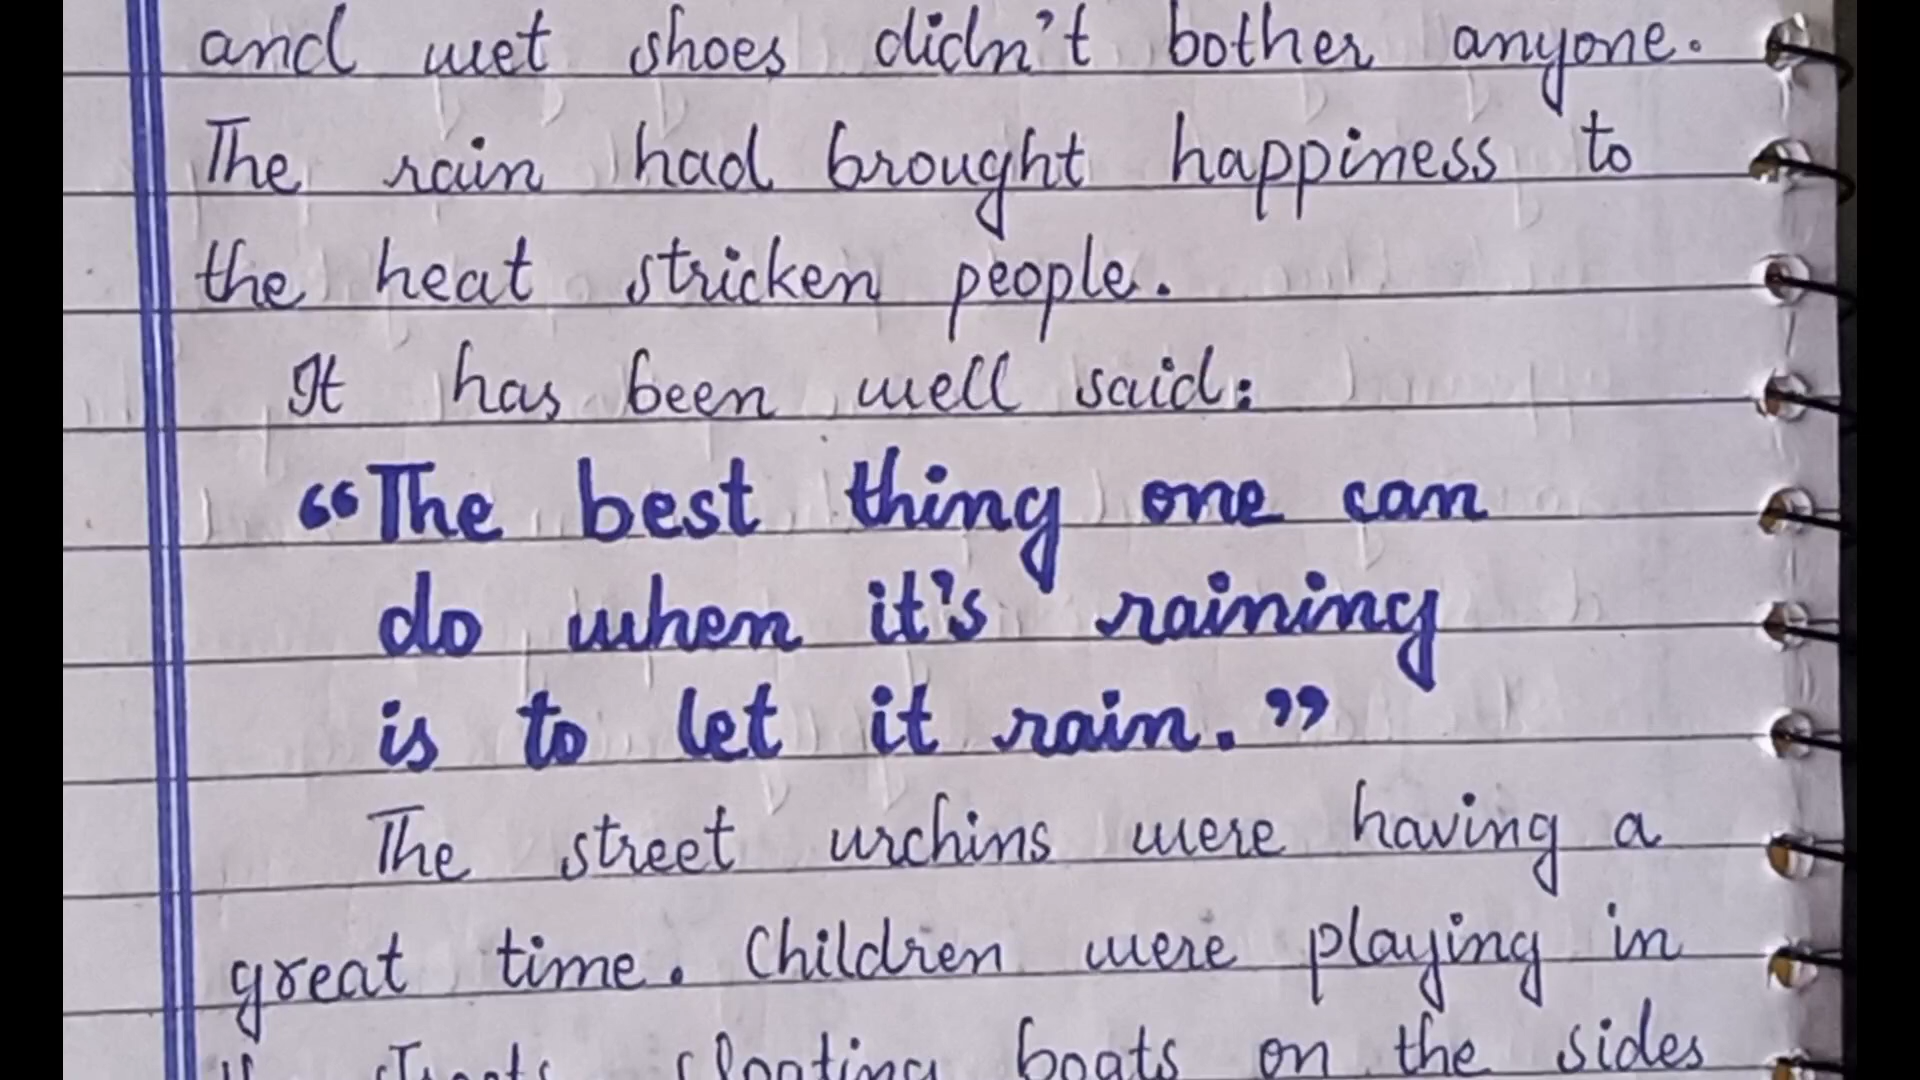 and wet shoes didn't bother anyone.
The rain had brought happiness to
the heat stricken people.
It has been well said:
“The best thing one can
do when it's raining
is to let it rain.”
The street urchins were having a
great time. Children were playing in
floating boats on the sides